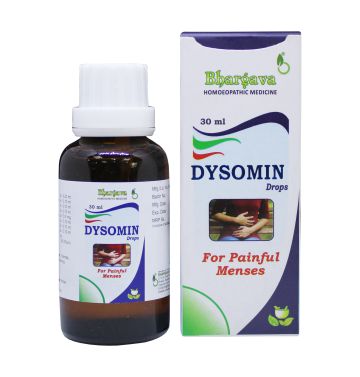 Bhargava
HOMOEOPATHIC MEDICINE
30 ml
DYSOMIN
Drops
For Painful
Menses
Bhargava
30 ml
DYSOMIN
Drops
For Painful
Menses